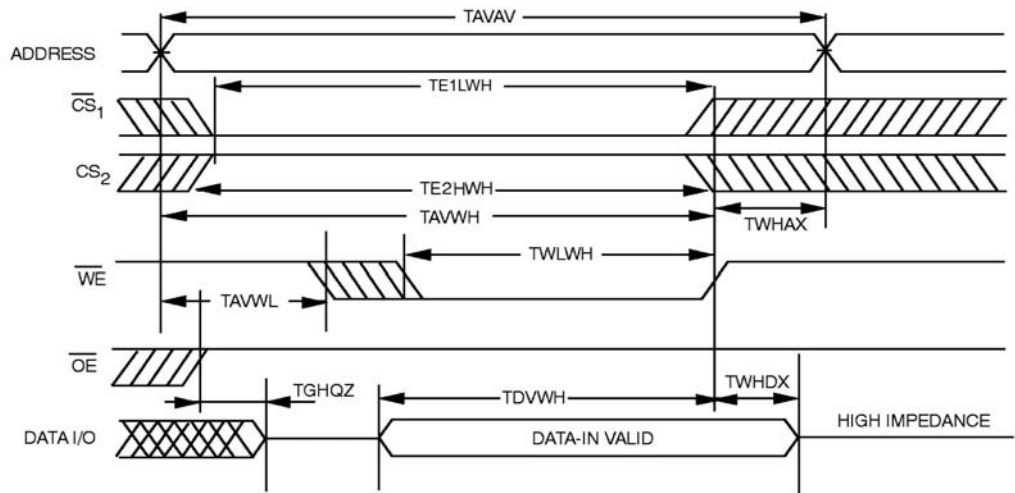 TAVAV
ADDRESS
TE1LWH
CS1
CS2
TE2HWH
TAVWH
TWHAX
TWLWH
WE
TAVWL
OE
TGHQZ
TDVWH
TWHDX
DATA I/O
DATA-IN VALID
HIGH IMPEDANCE